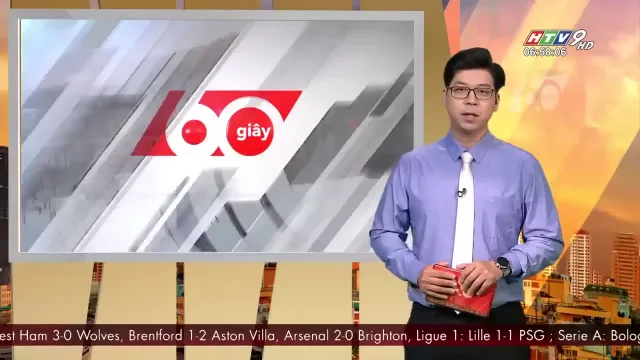 HTV9 HD
06:58:06
60 giây
est Ham 3-0 Wolves, Brentford 1-2 Aston Villa, Arsenal 2-0 Brighton, Ligue 1: Lille 1-1 PSG ; Serie A: Bolo